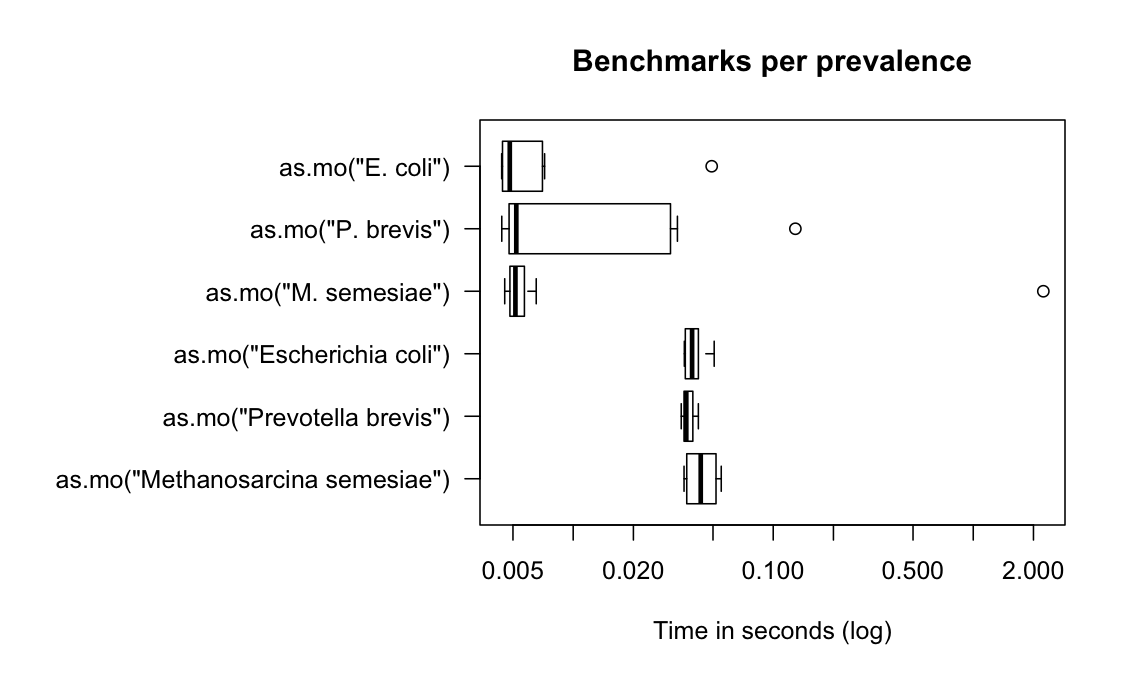 Benchmarks per prevalence
as.mo("E. coli")
as.mo("P. brevis")
as.mo("M. semesiae")
as.mo("Escherichia coli")
as.mo("Prevotella brevis")
as.mo("Methanosarcina semesiae")
0.005 0.020 0.100 0.500 2.000
Time in seconds (log)